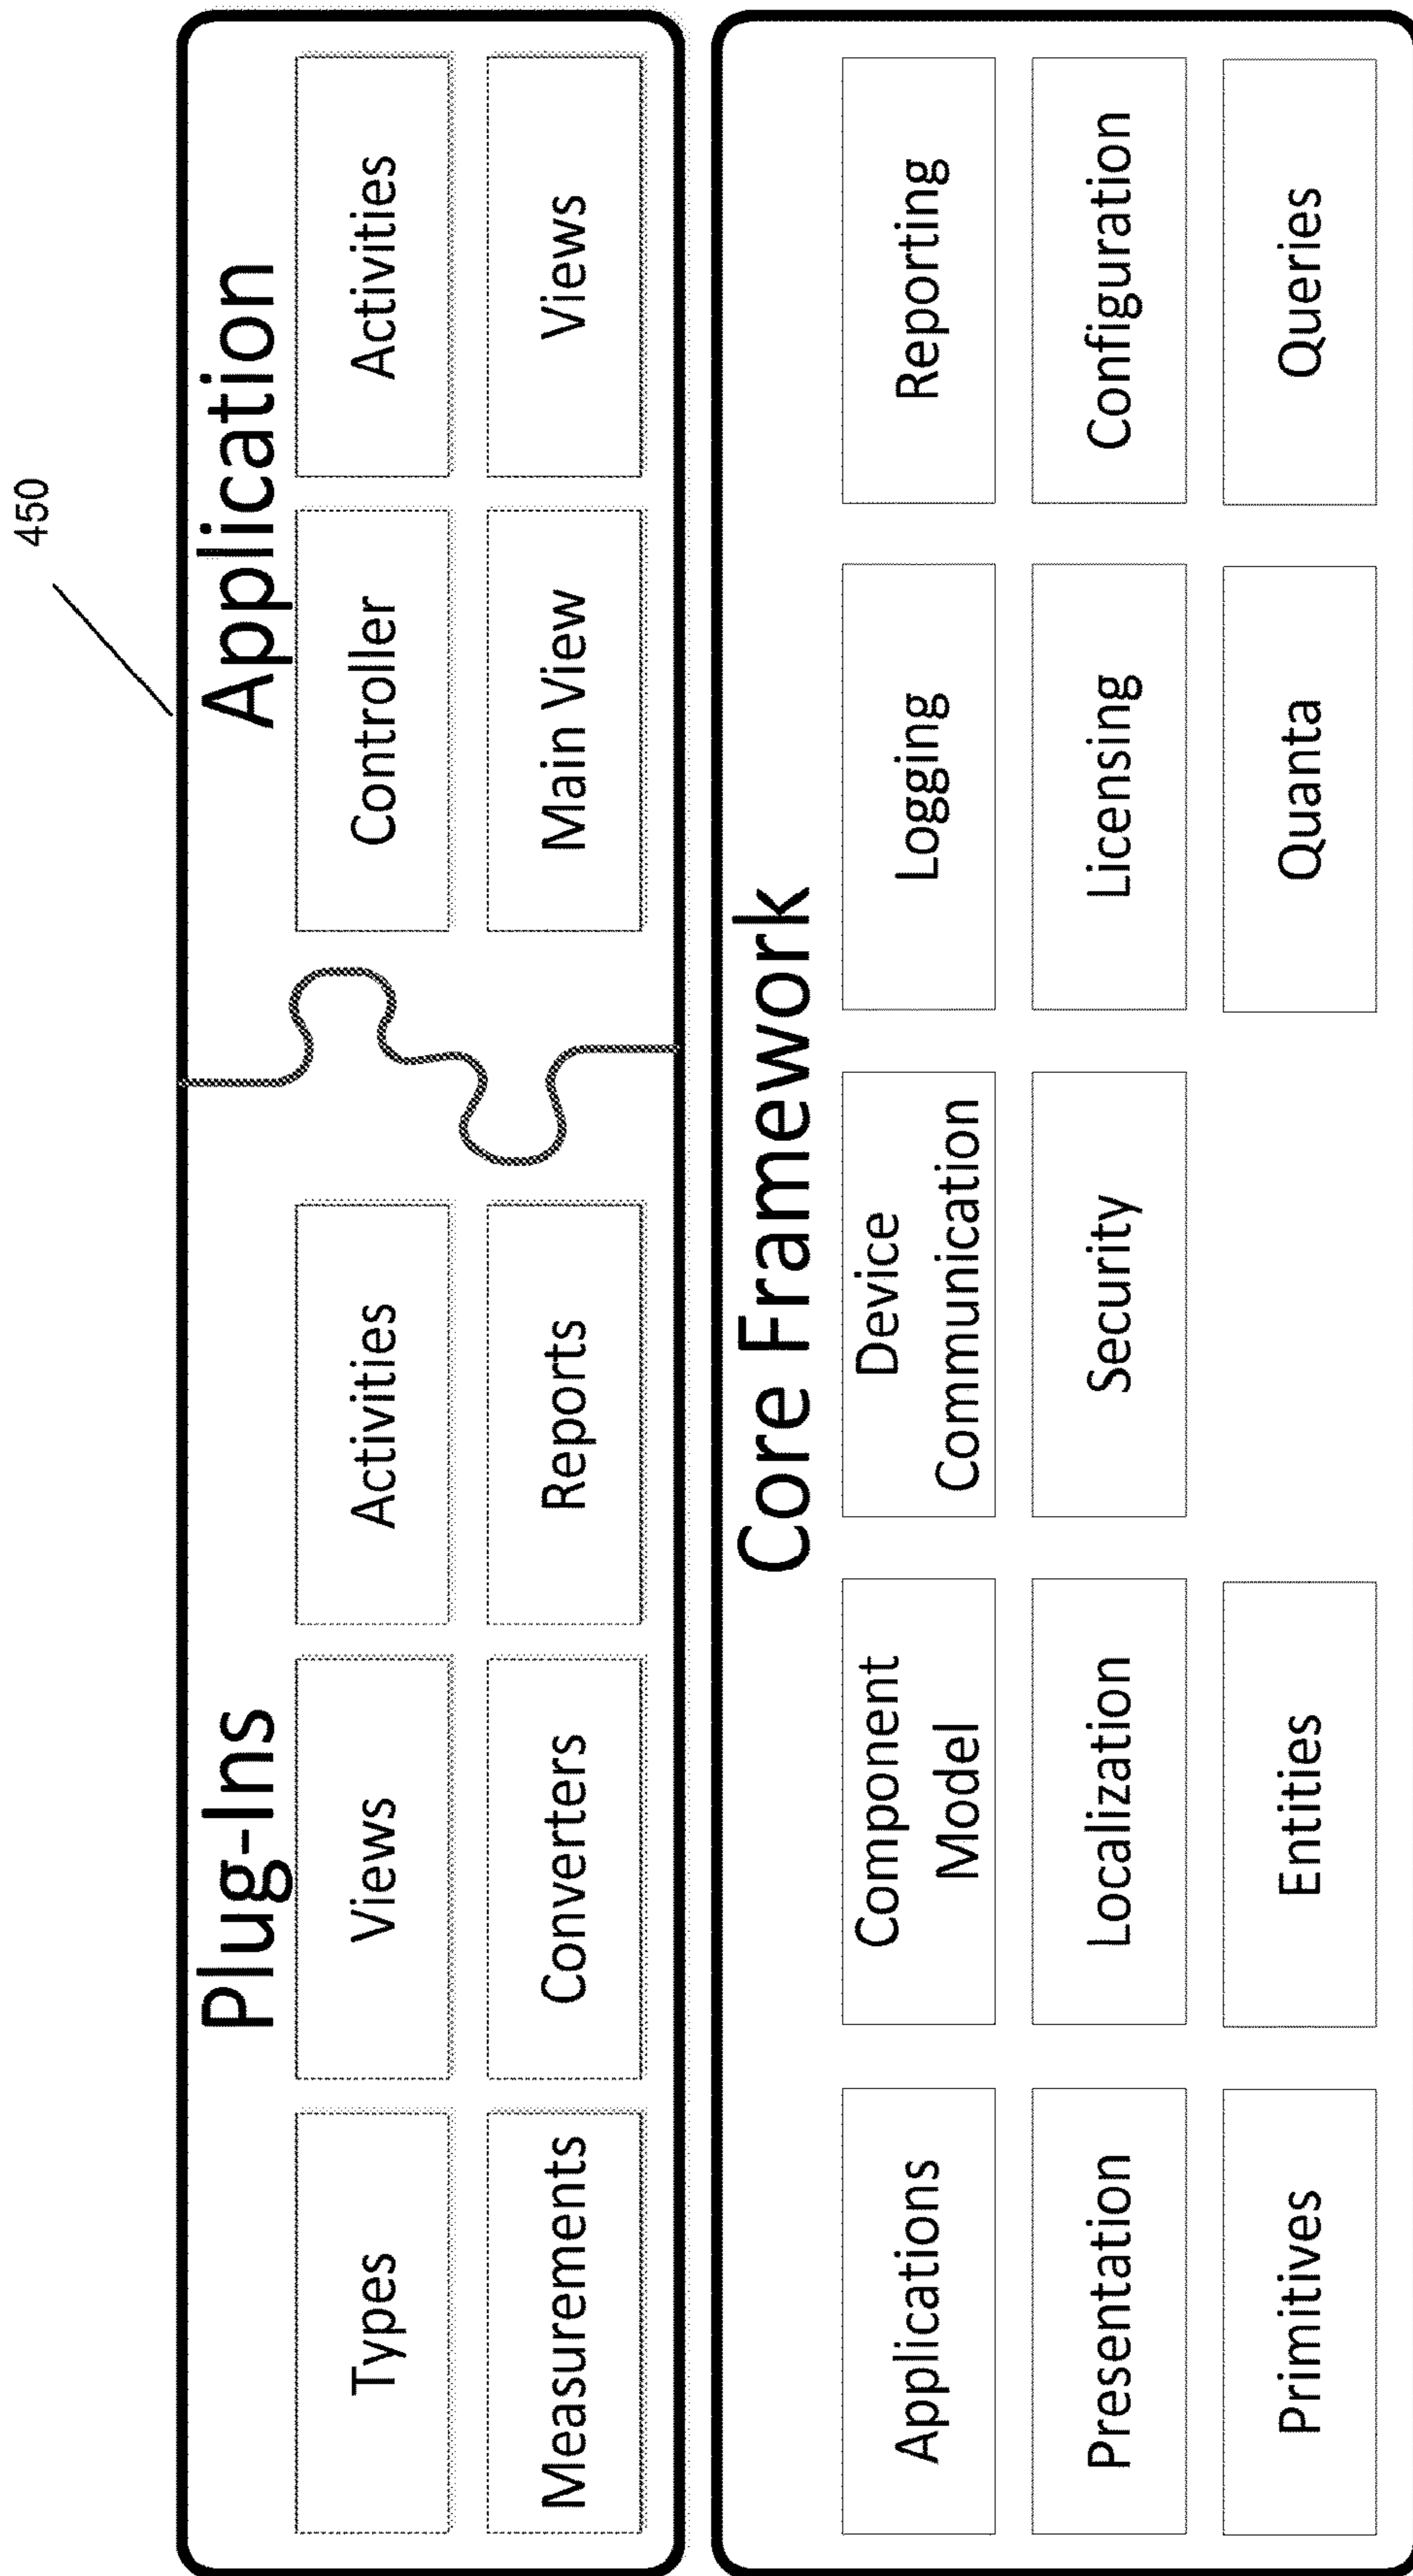 450
Plug-Ins
Application
Types
Views
Activities
Controller
Activities
Measurements
Converters
Reports
Main View
Views
Core Framework
Applications
Component
Model
Device
Communication
Logging
Reporting
Presentation
Localization
Security
Licensing
Configuration
Primitives
Entities
Quanta
Queries